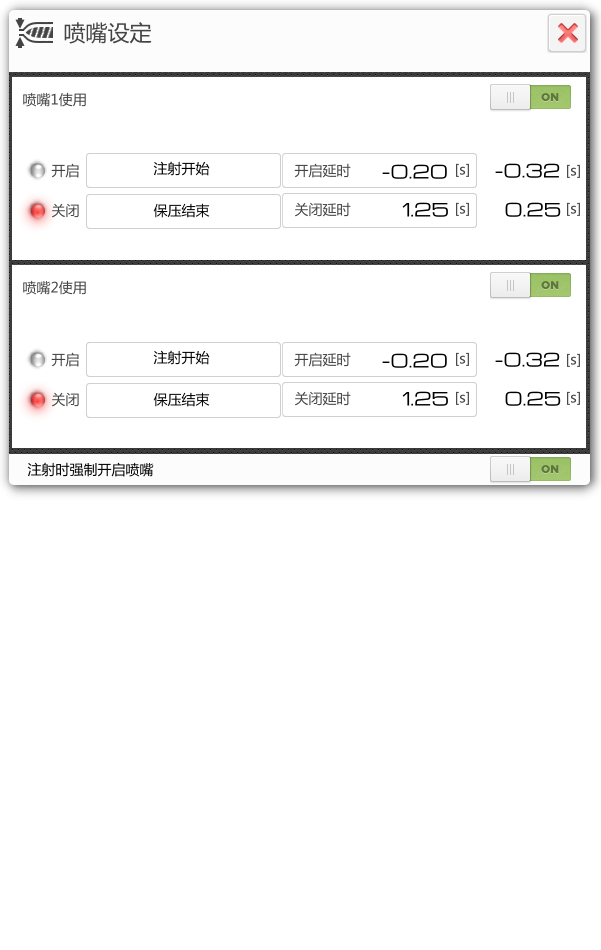 喷嘴设定
喷嘴1使用 ON
开启 注射开始 开启延时 -0.20 [s] -0.32 [s]
关闭 保压结束 关闭延时 1.25 [s] 0.25 [s]
喷嘴2使用 ON
开启 注射开始 开启延时 -0.20 [s] -0.32 [s]
关闭 保压结束 关闭延时 1.25 [s] 0.25 [s]
注射时强制开启喷嘴 ON